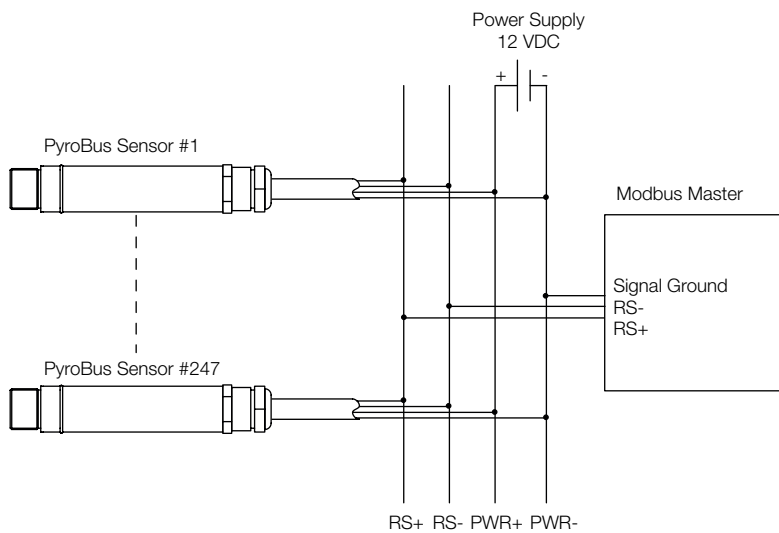 Power Supply
12 VDC
+ -
PyroBus Sensor #1
Modbus Master
Signal Ground
RS-
RS+
PyroBus Sensor #247
RS+ RS- PWR+ PWR-